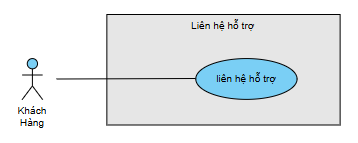 Liên hệ hỗ trợ
liên hệ hỗ trợ
Khách
Hàng